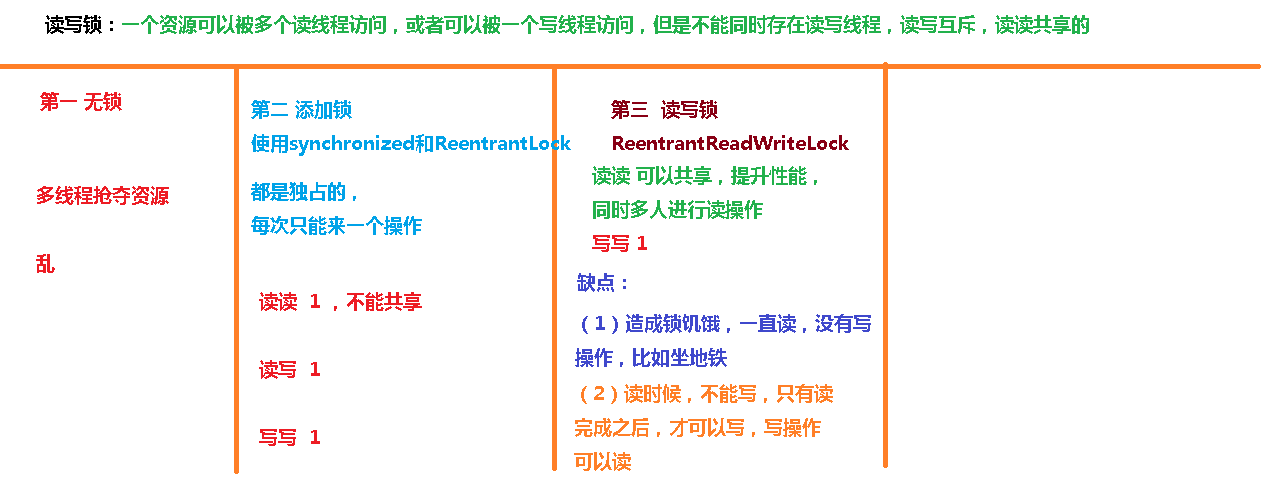 读写锁：一个资源可以被多个读线程访问，或者可以被一个写线程访问，但是不能同时存在读写线程，读写互斥，读读共享的
第一 无锁
多线程抢夺资源
乱
第二 添加锁
使用synchronized和ReentrantLock
都是独占的，
每次只能来一个操作
读读 1 ，不能共享
读写 1
写写 1
第三 读写锁
ReentrantReadWriteLock
读读 可以共享，提升性能，
同时多人进行读操作
写写 1
缺点：
（1）造成锁饥饿，一直读，没有写
操作，比如坐地铁
（2）读时候，不能写，只有读
完成之后，才可以写，写操作
可以读